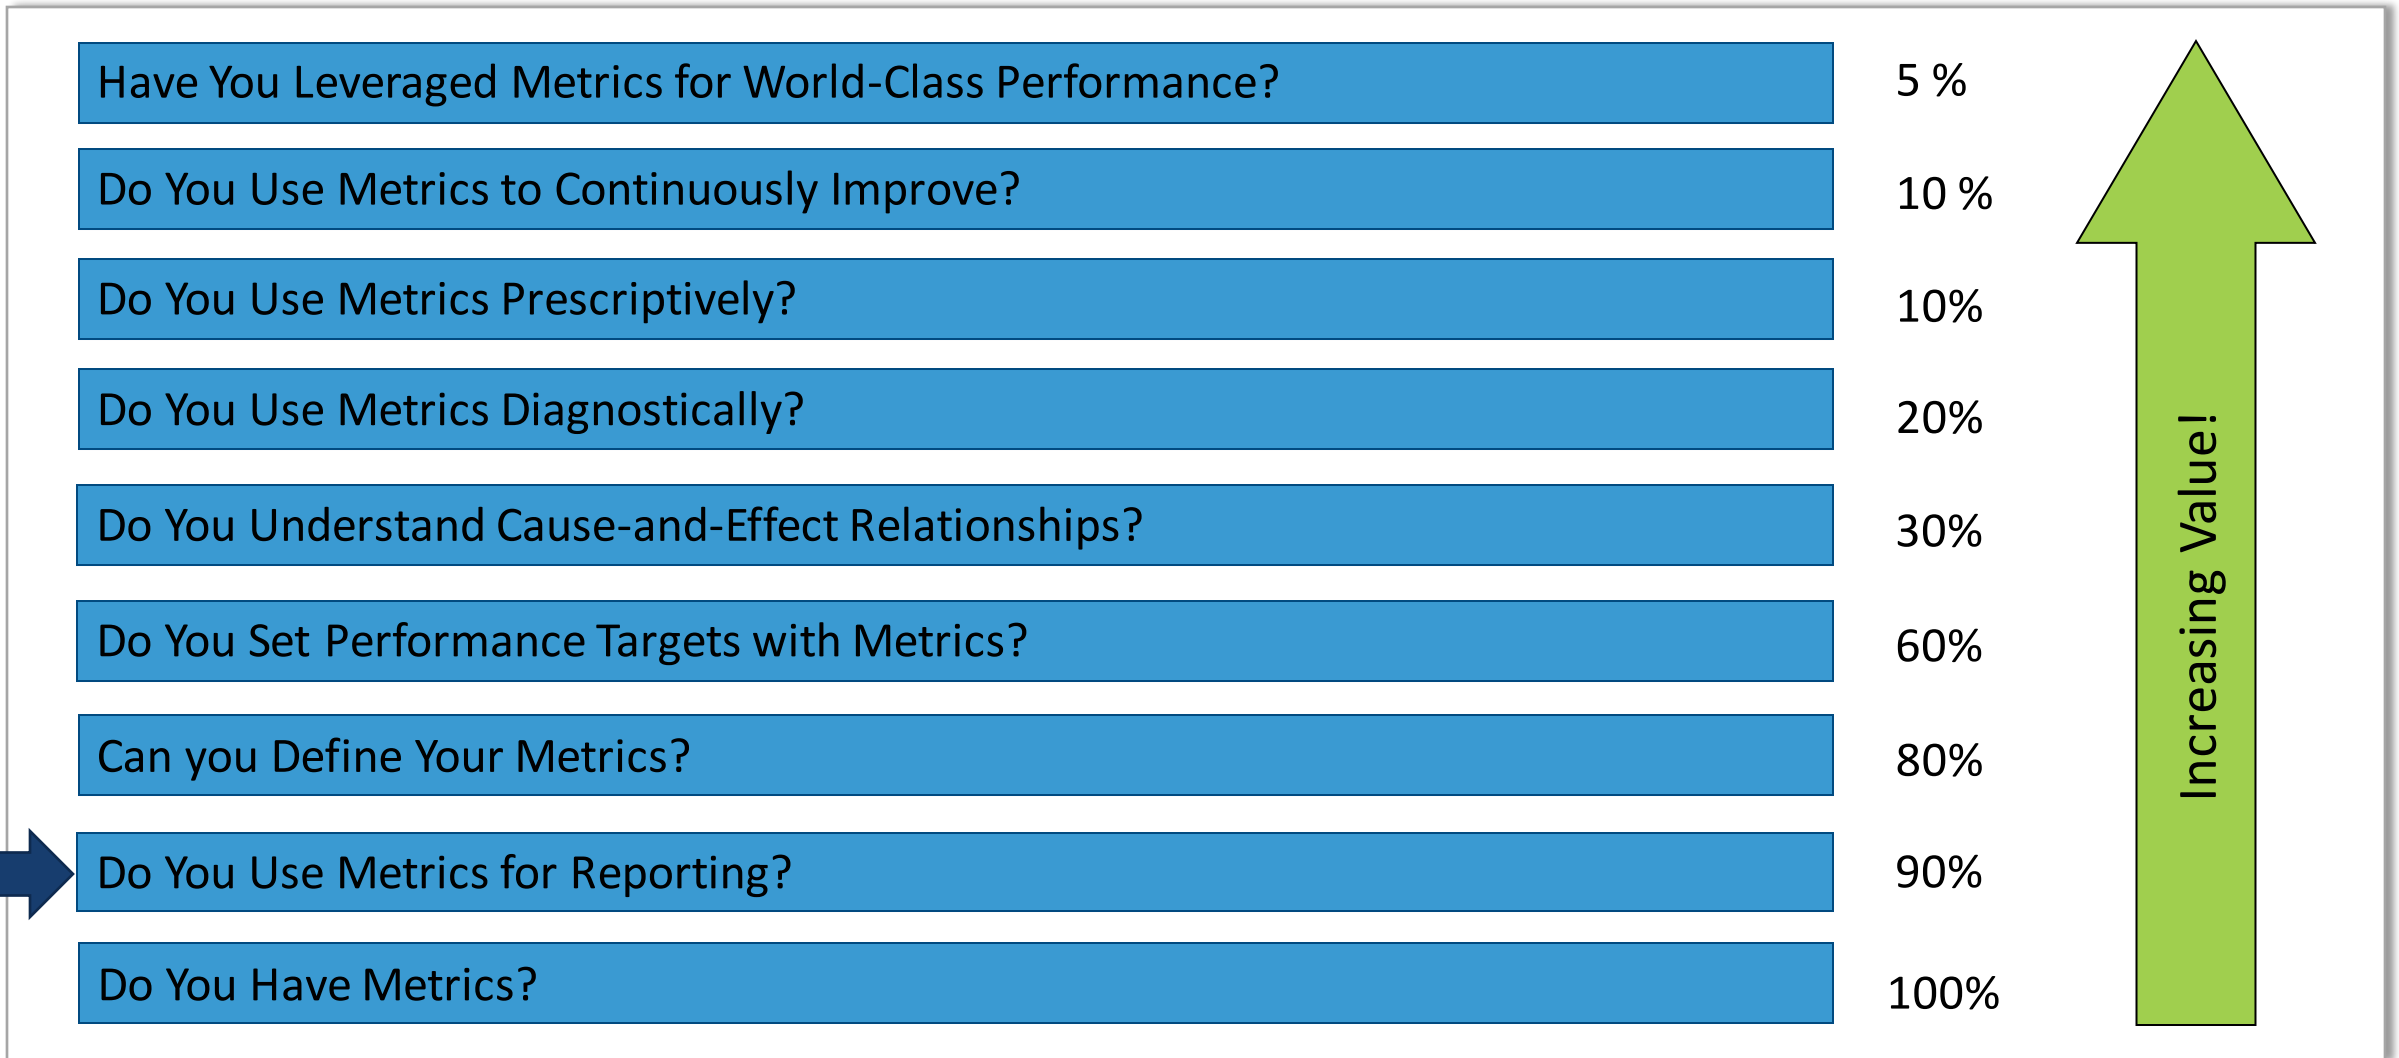 Have You Leveraged Metrics for World-Class Performance? 5 %
Do You Use Metrics to Continuously Improve? 10 %
Do You Use Metrics Prescriptively? 10%
Do You Use Metrics Diagnostically? 20%
Do You Understand Cause-and-Effect Relationships? 30%
Do You Set Performance Targets with Metrics? 60%
Can you Define Your Metrics? 80%
Do You Use Metrics for Reporting? 90%
Do You Have Metrics? 100%
Increasing Value!